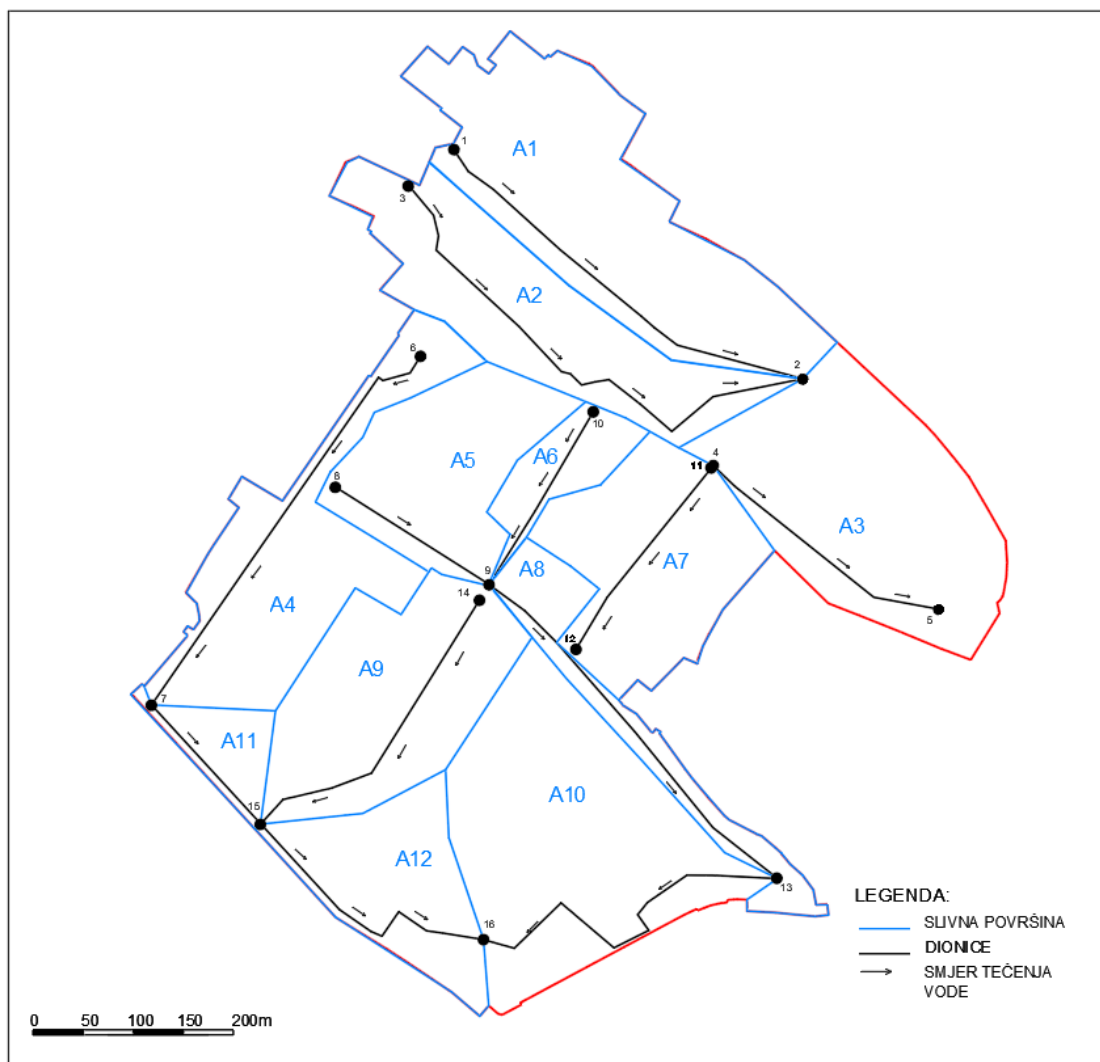 1
A1
3
A2
2
6
10
A5
A6
4
11
8
A3
A7
9
A8
14
A4
5
12
A9
7
A11
15
A10
A12
13
16
LEGENDA:
SLIVNA POVRŠINA
DIONICE
SMJER TEČENJA
VODE
0 50 100 150 200m